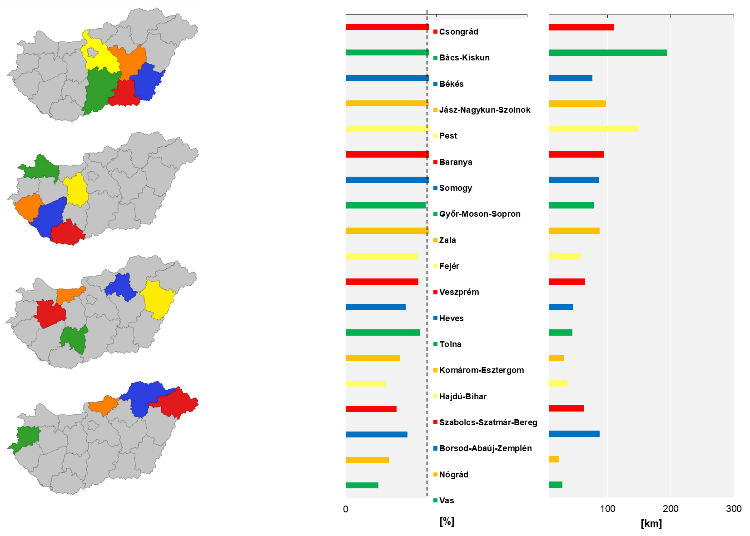 Csongrád
Bács-Kiskun
Békés
Jász-Nagykun-Szolnok
Pest
Baranya
Somogy
Győr-Moson-Sopron
Zala
Fejér
Veszprém
Heves
Tolna
Komárom-Esztergom
Hajdú-Bihar
Szabolcs-Szatmár-Bereg
Borsod-Abaúj-Zemplén
Nógrád
Vas
0
100 200 300
[%]
[km]